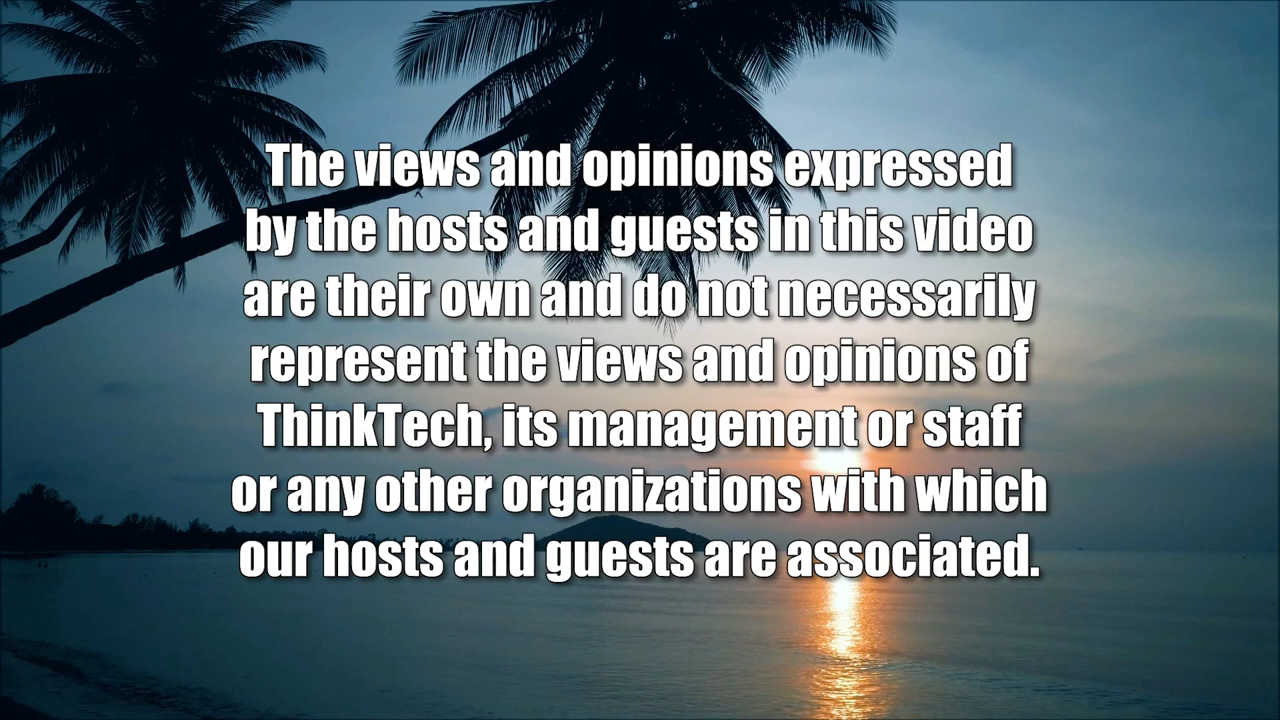 The views and opinions expressed
by the hosts and guests in this video
are their own and do not necessarily
represent the views and opinions of
ThinkTech, its management or staff
or any other organizations with which
our hosts and guests are associated.